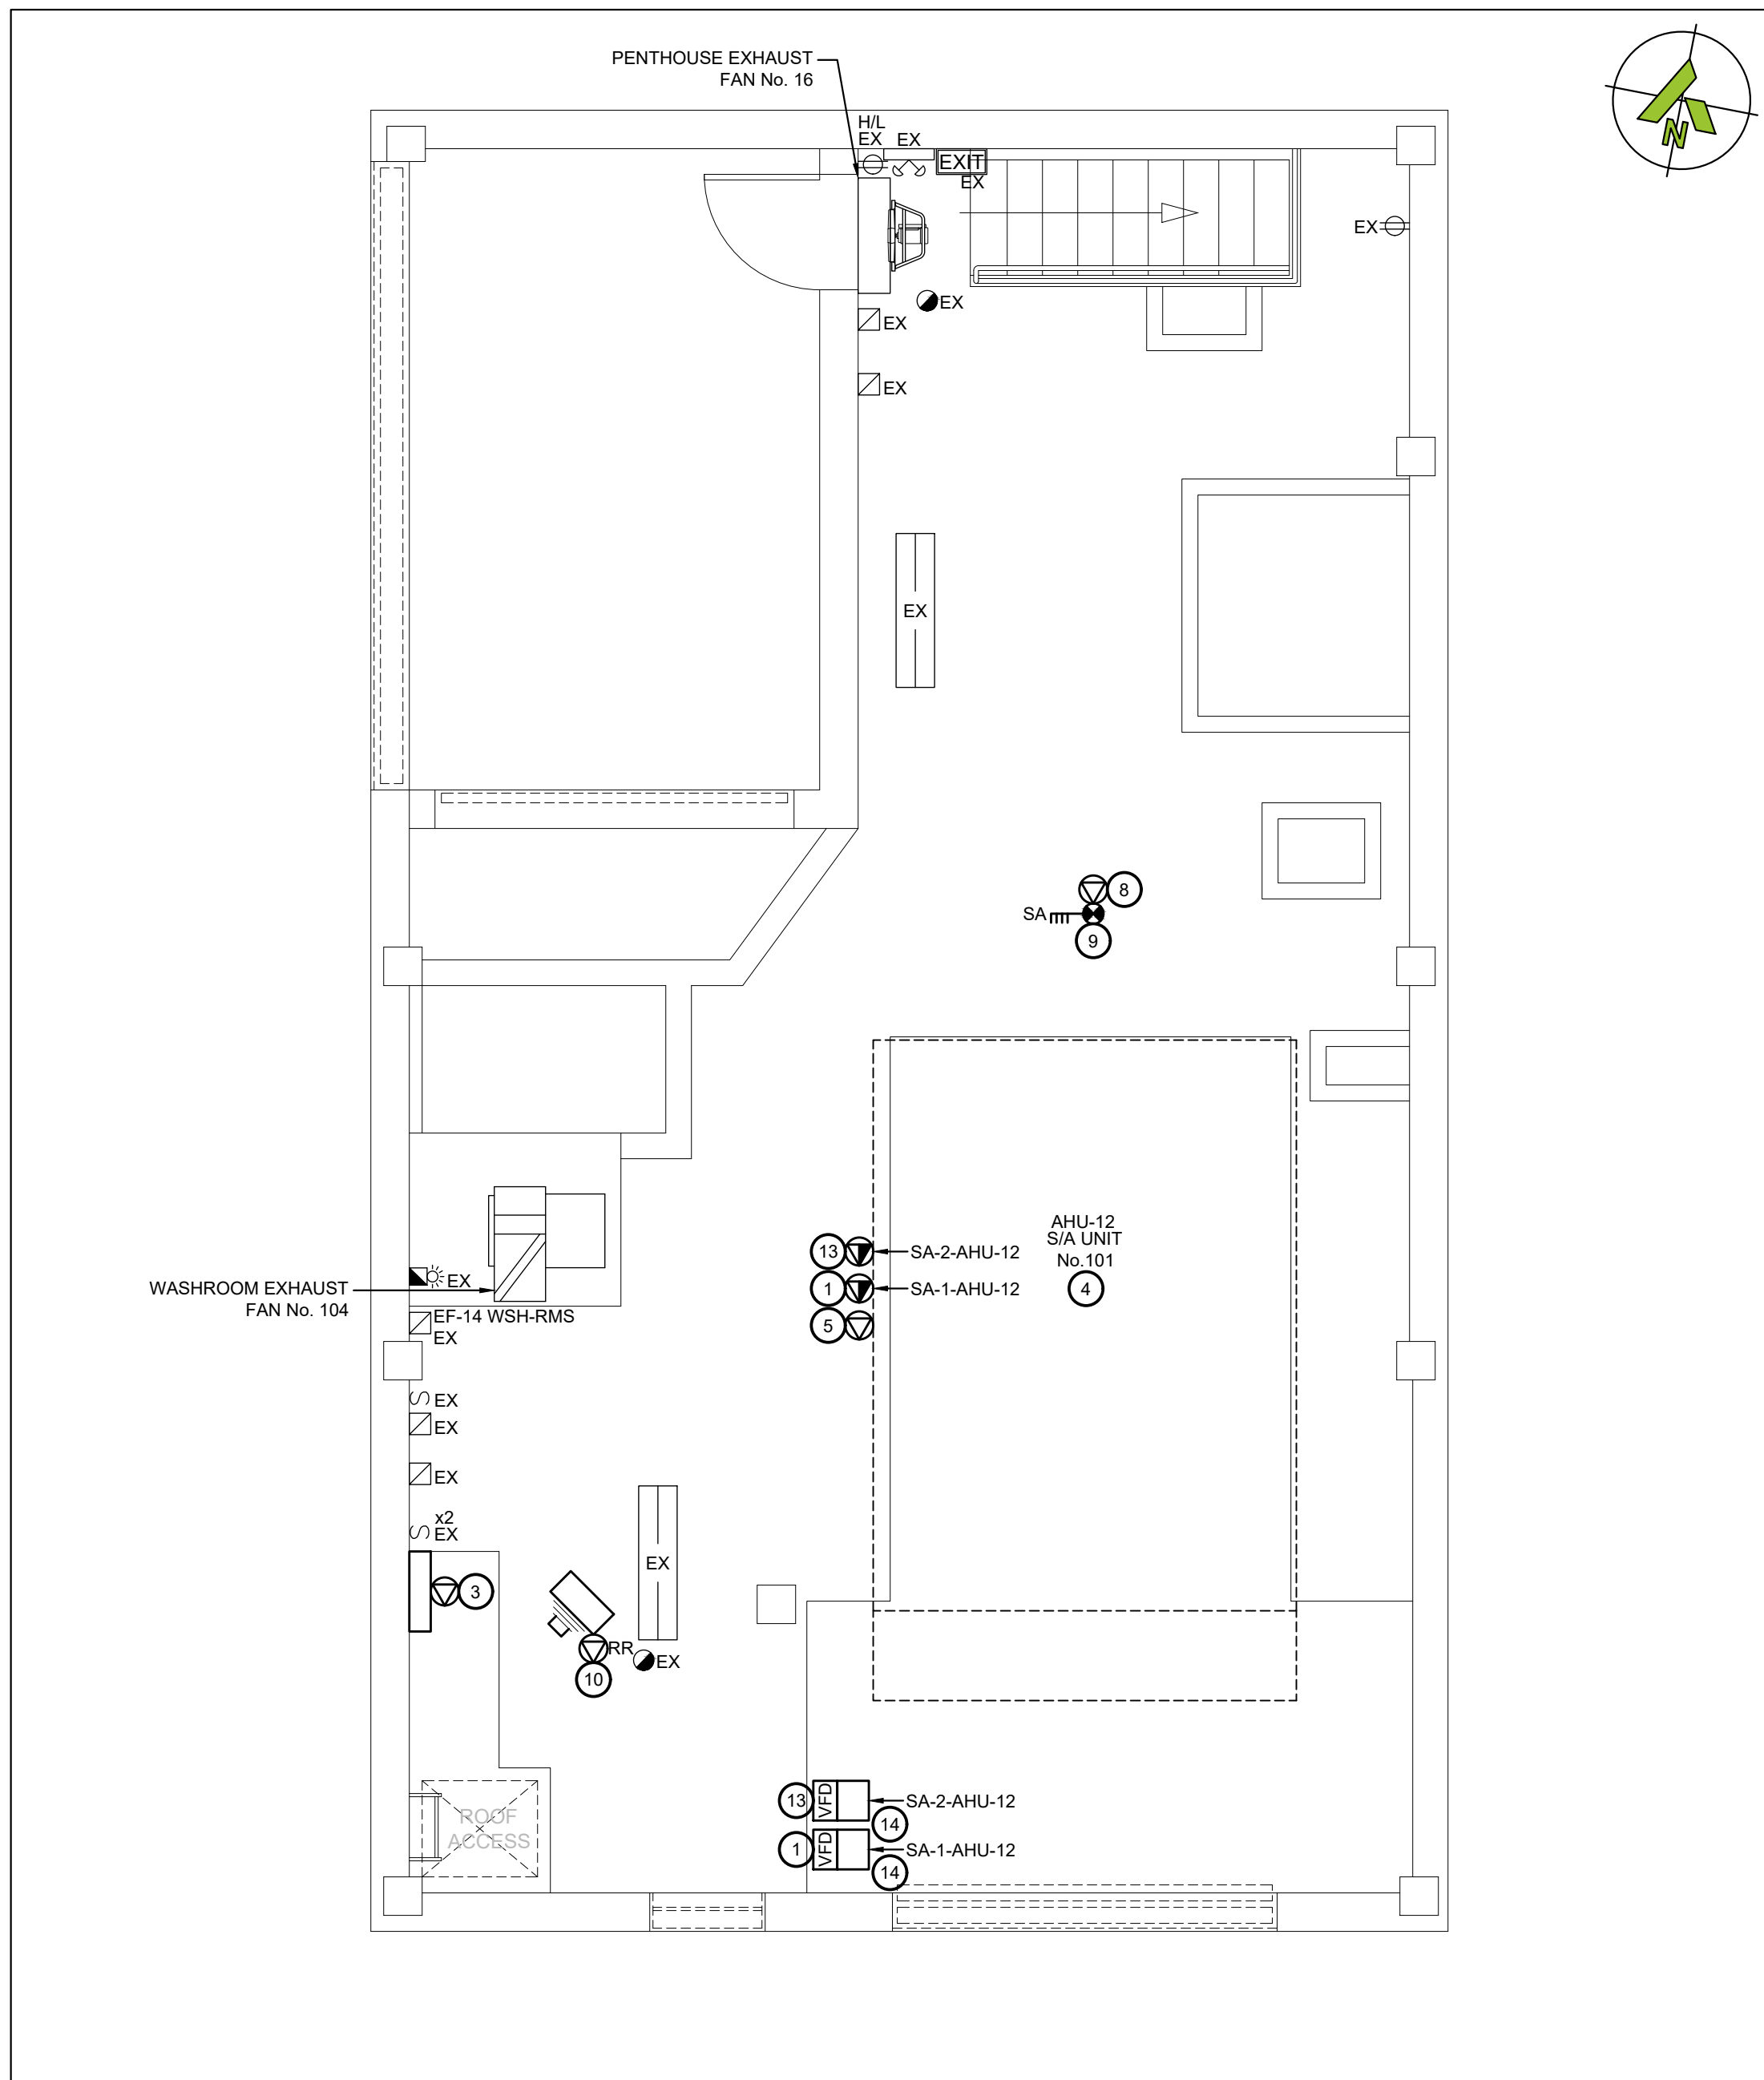 PENTHOUSE EXHAUST
FAN No. 16
N
H/L
EX
EX
EXIT
EX
EX
EX
EX
EX
EX
8
SA
9
AHU-12
S/A UNIT
No.101
4
13
SA-2-AHU-12
1
SA-1-AHU-12
5
WASHROOM EXHAUST
FAN No. 104
EX
EF-14 WSH-RMS
EX
EX
EX
EX
x2
EX
EX
3
RR
EX
10
13
VFD
SA-2-AHU-12
14
1
VFD
SA-1-AHU-12
14
ROOF
ACCESS